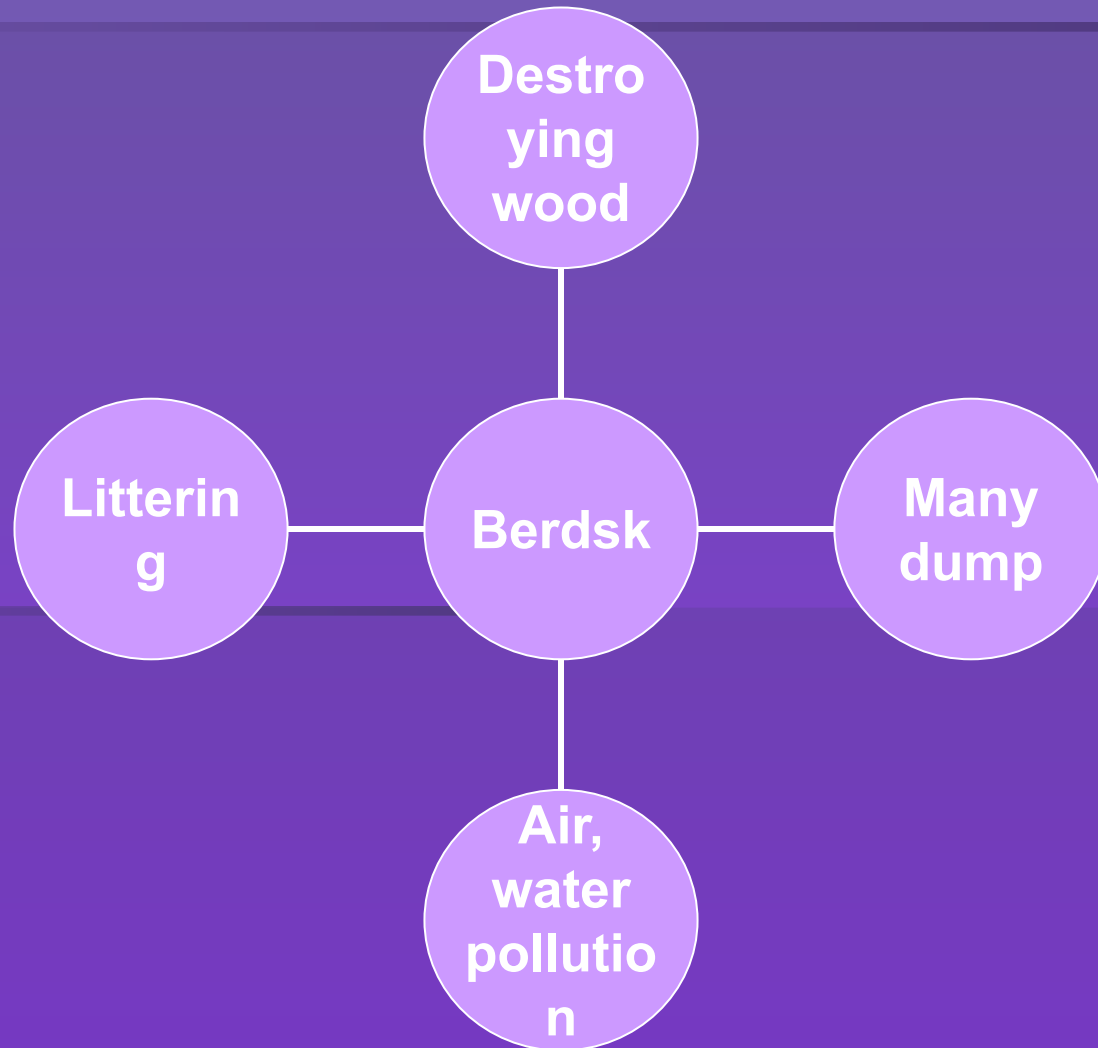 Destro
ying
wood
Litterin
g
Berdsk
Many
dump
Air,
water
pollutio
n